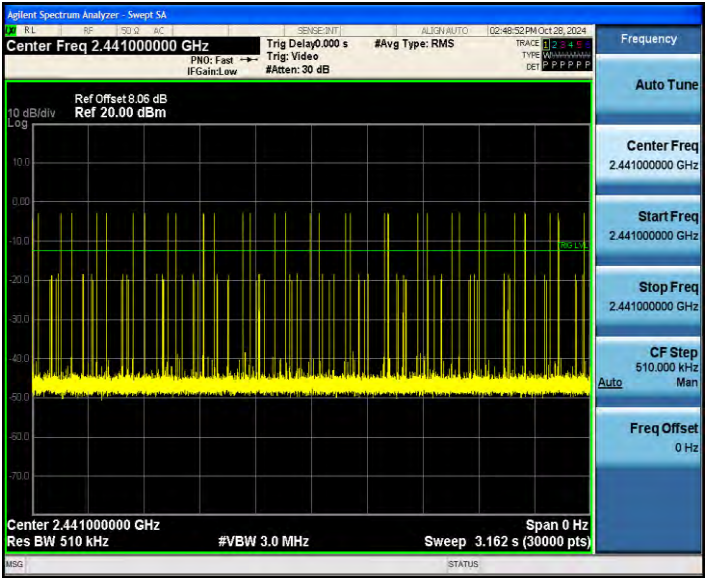 Agilent Spectrum Analyzer - Swept SA
RL RF 50 Ω AC SENSE:INT ALIGN AUTO 02:48:52 PM Oct 28, 2024
Center Freq 2.441000000 GHz
PNO: Fast
IFGain:Low
Trig Delay0.000 s
Trig: Video
#Atten: 30 dB
#Avg Type: RMS
TRACE 1 2 3 4 5 6
TYPE
DET P P P P P P
Ref Offset 8.06 dB
10 dB/div Ref 20.00 dBm
Log
10.0
0.00
-10.0
TRIG LVL
-20.0
-30.0
-40.0
-50.0
-60.0
-70.0
Center 2.441000000 GHz Span 0 Hz
Res BW 510 kHz #VBW 3.0 MHz Sweep 3.162 s (30000 pts)
MSG STATUS
Frequency
Auto Tune
Center Freq
2.441000000 GHz
Start Freq
2.441000000 GHz
Stop Freq
2.441000000 GHz
CF Step
510.000 kHz
Auto Man
Freq Offset
0 Hz